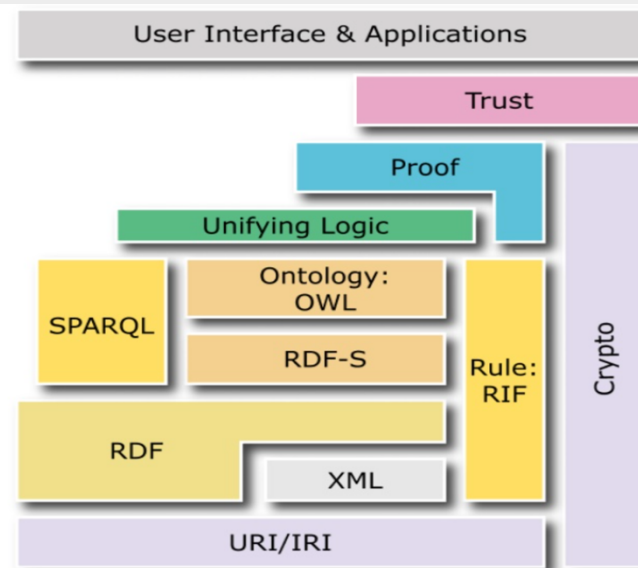 User Interface & Applications
Trust
Proof
Unifying Logic
Ontology:
OWL
SPARQL
RDF-S
Rule:
RIF
Crypto
RDF
XML
URI/IRI